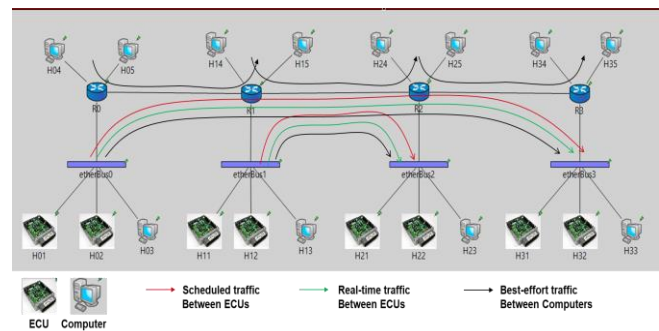 H04 H05 H14 H15 H24 H25 H34 H35
R0 R1 R2 R3
etherBus0 etherBus1 etherBus2 etherBus3
H01 H02 H03 H11 H12 H13 H21 H22 H23 H31 H32 H33
Scheduled traffic
Between ECUs
Real-time traffic
Between ECUs
Best-effort traffic
Between Computers
ECU Computer